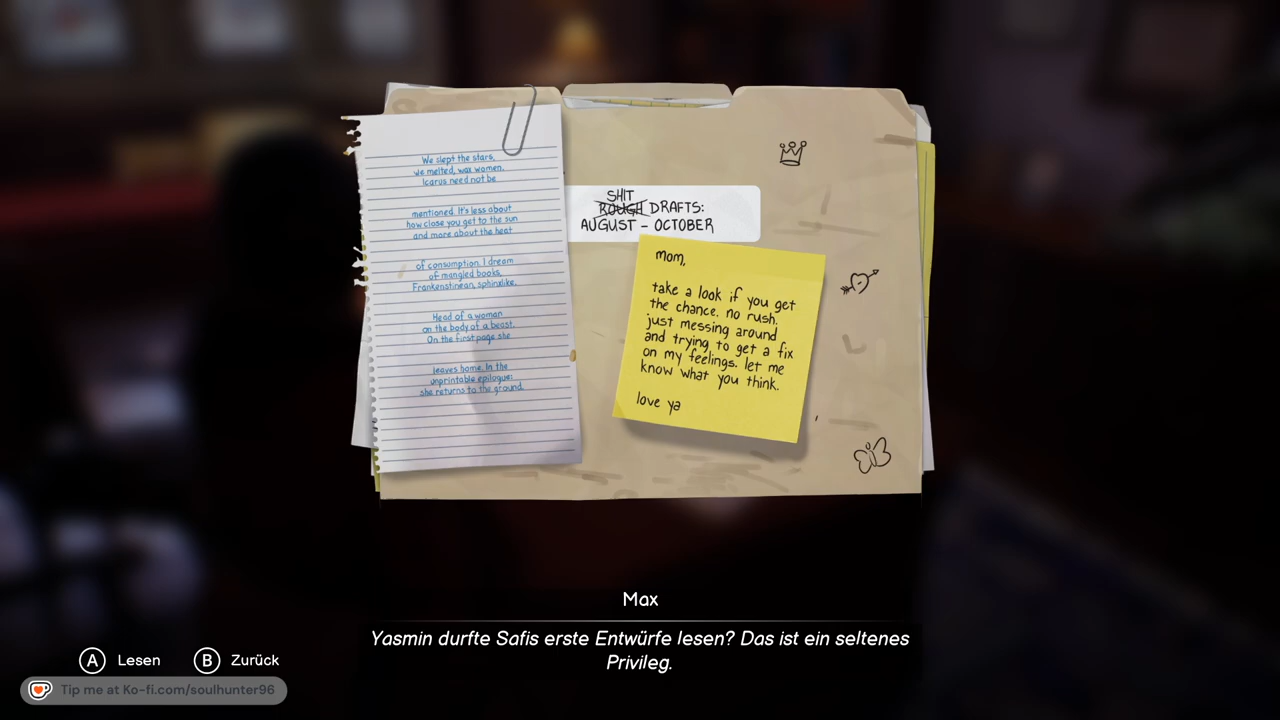 We slept the stars,
we melted, wax women.
Icarus need not be
mentioned. It's less about
how close you get to the sun
and more about the heat
of consumption. I dream
of mangled books,
Frankensteinean, sphinxlike.
Head of a woman
on the body of a beast.
On the first page she
leaves home. In the
unprintable epilogue:
she returns to the ground.
SHIT
ROUGH DRAFTS:
AUGUST - OCTOBER
mom,
take a look if you get
the chance. no rush.
just messing around
and trying to get a fix
on my feelings. let me
know what you think.
love ya
Max
Yasmin durfte Safis erste Entwürfe lesen? Das ist ein seltenes
Privileg.
A Lesen B Zurück
Tip me at Ko-fi.com/soulhunter96